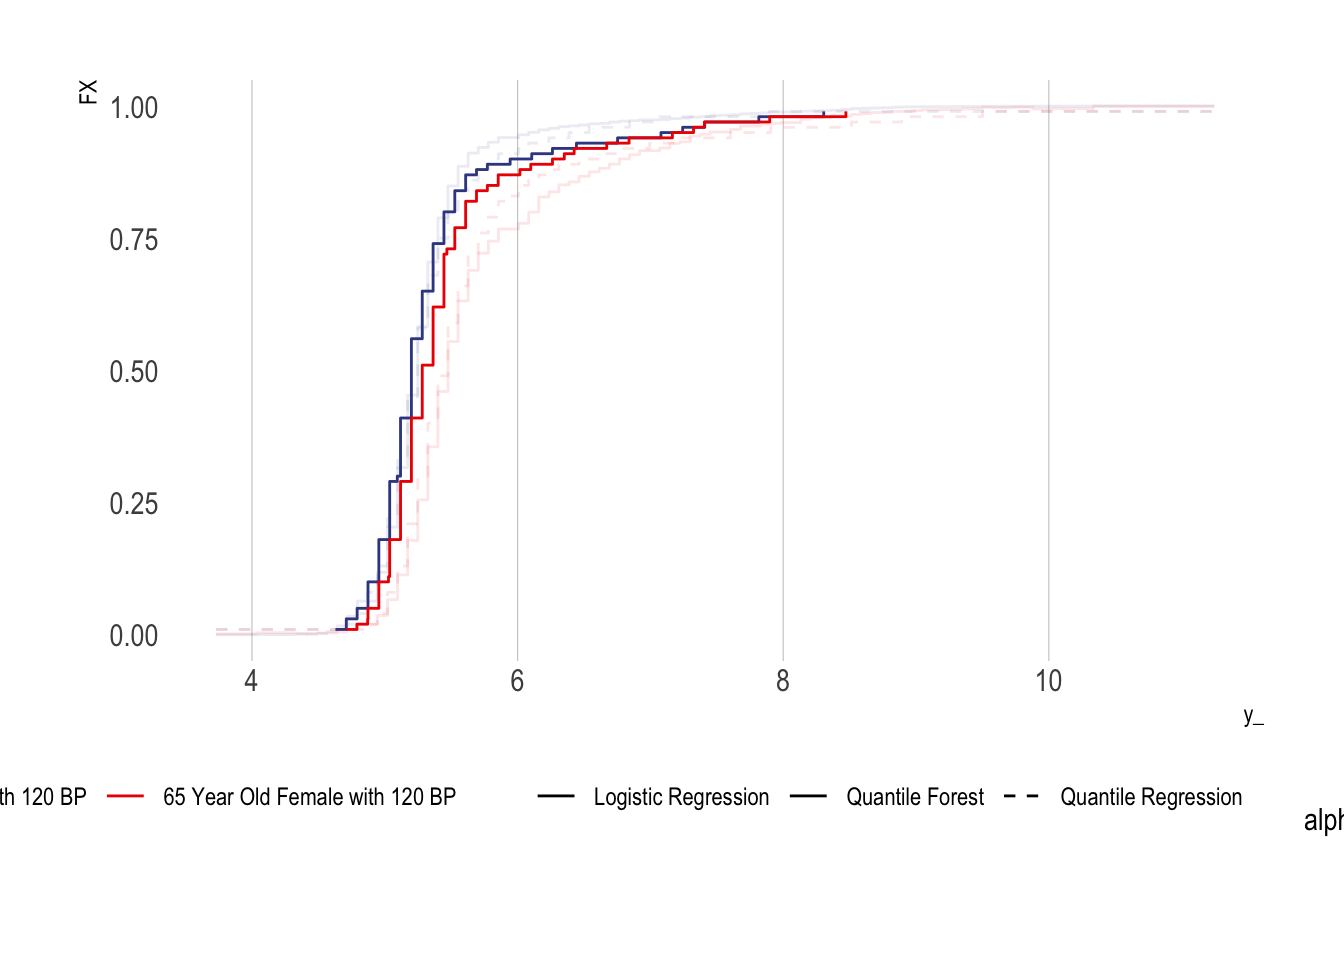 FX
1.00
0.75
0.50
0.25
0.00
4 6 8 10
y_
th 120 BP 65 Year Old Female with 120 BP Logistic Regression Quantile Forest Quantile Regression
alph